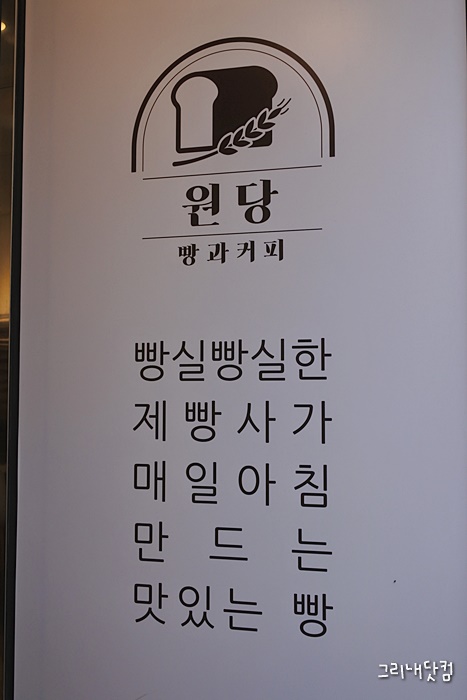 원당
빵과커피
빵실빵실한
제빵사가
매일아침
만드는
맛있는 빵
그리내닷컴